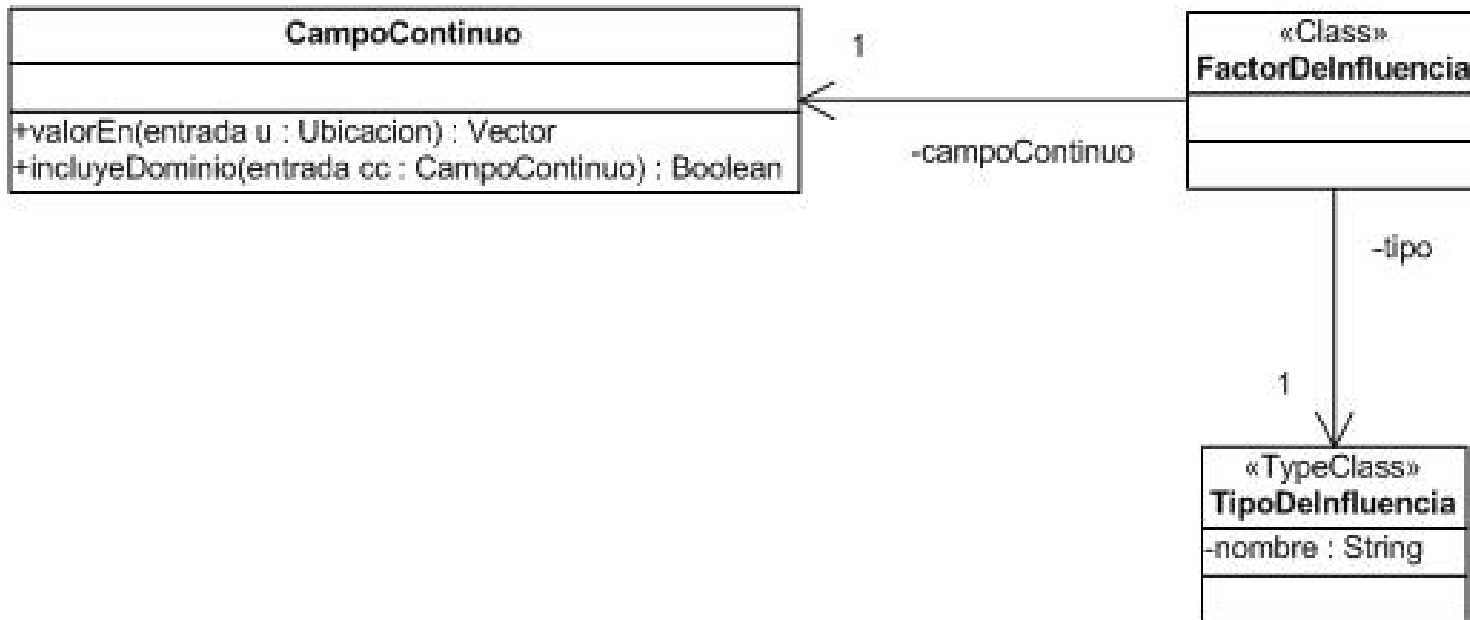 CampoContinuo
+valorEn(entrada u : Ubicacion) : Vector
+incluyeDominio(entrada cc : CampoContinuo) : Boolean
1
-campoContinuo
«Class»
FactorDeInfluencia
-tipo
1
«TypeClass»
TipoDeInfluencia
-nombre : String